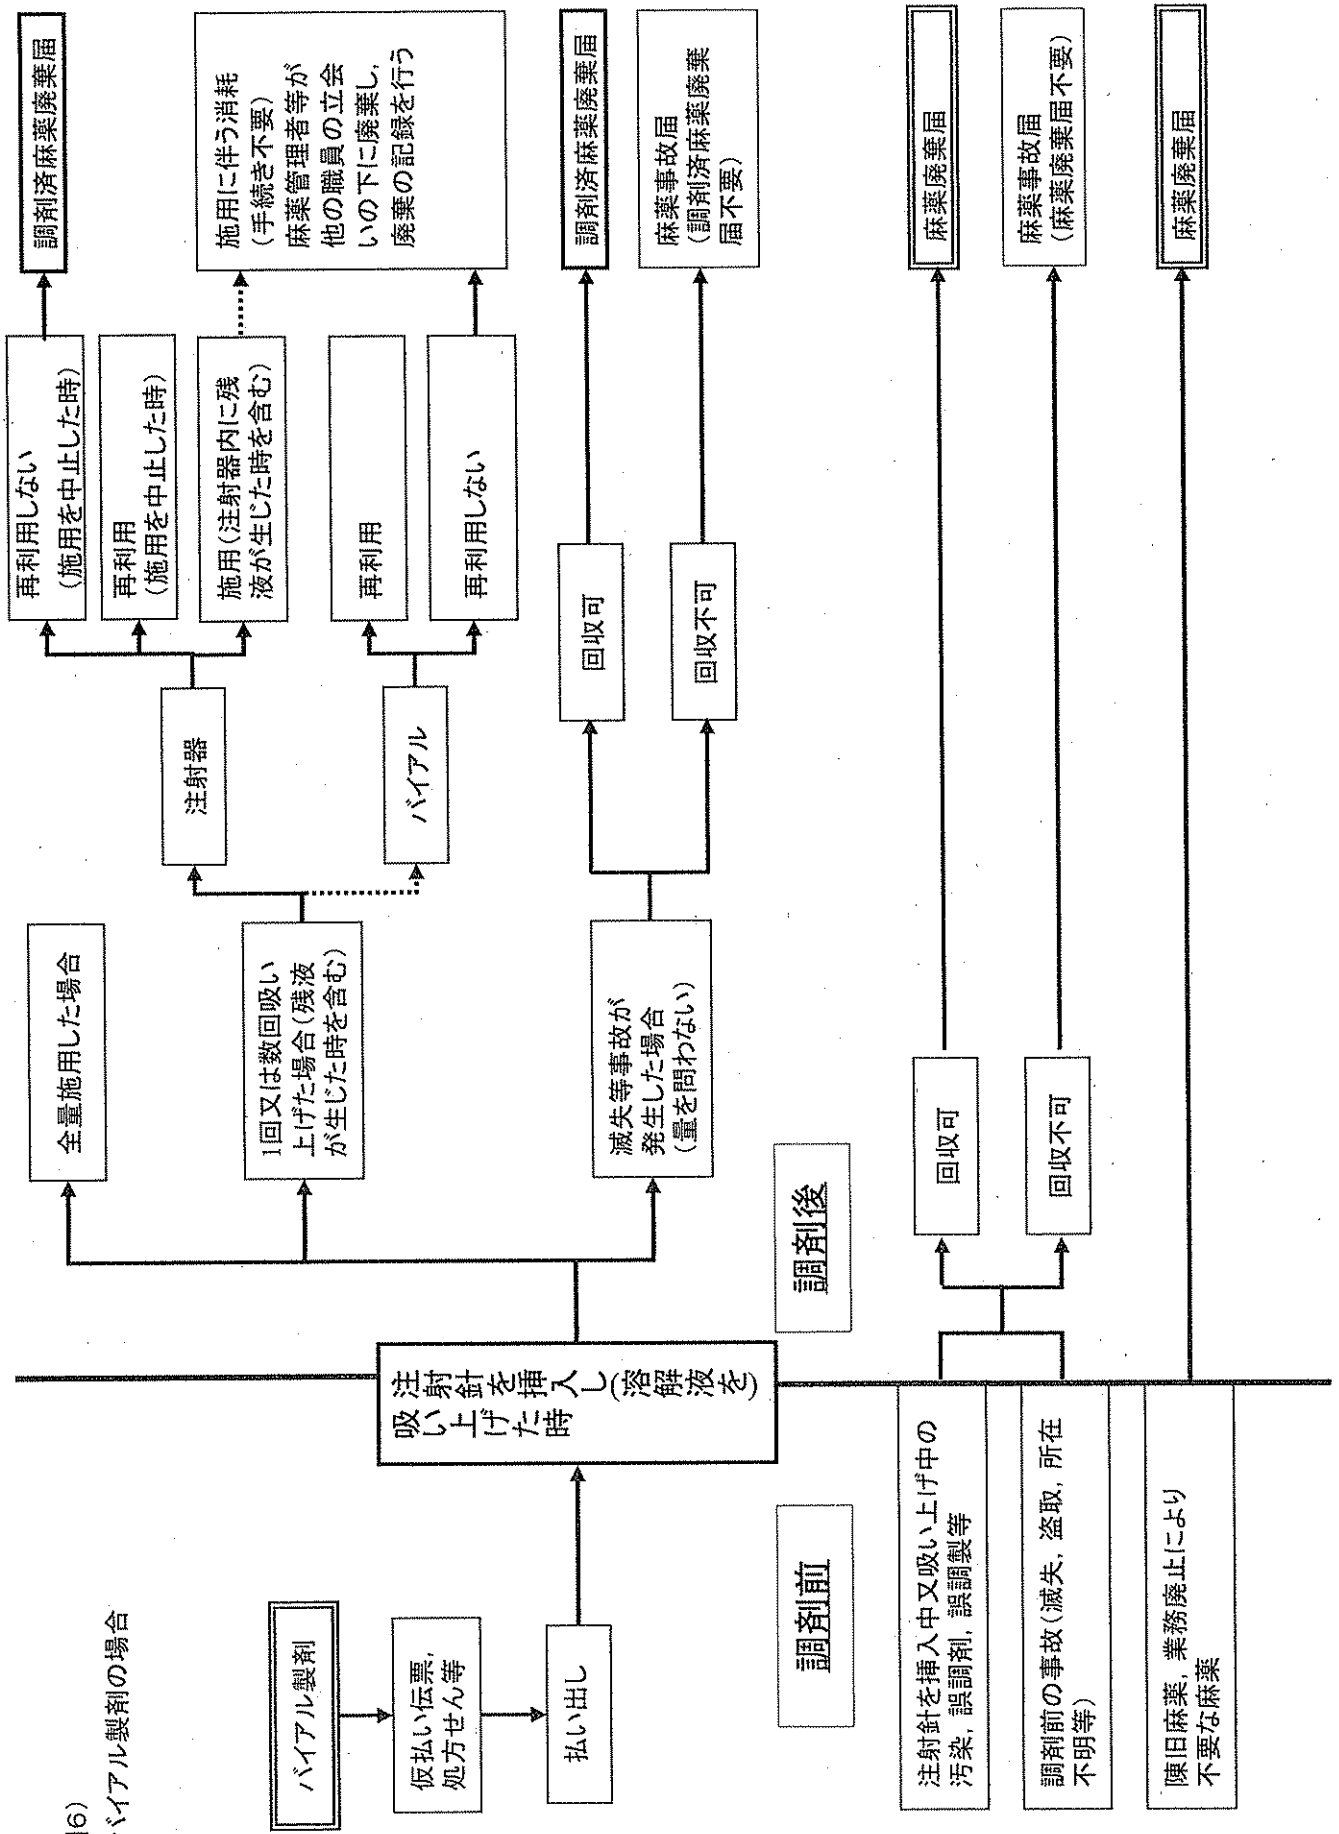 6)
バイアル製剤の場合
バイアル製剤
仮払い伝票,
処方せん等
払い出し
注射針を挿入し(溶解液を)
吸い上げた時
調剤前
調剤後
全量施用した場合
1回又は数回吸い
上げた場合(残液
が生じた時を含む)
滅失等事故が
発生した場合
(量を問わない)
注射器
バイアル
再利用しない
(施用を中止した時)
再利用
(施用を中止した時)
施用(注射器内に残
液が生じた時を含む)
再利用
再利用しない
調剤済麻薬廃棄届
施用に伴う消耗
(手続き不要)
麻薬管理者等が
他の職員の立会
いの下に廃棄し,
廃棄の記録を行う
回収可
回収不可
調剤済麻薬廃棄届
麻薬事故届
(調剤済麻薬廃棄
届不要)
注射針を挿入中又吸い上げ中の
汚染, 誤調剤, 誤調製等
調剤前の事故(滅失, 盗取, 所在
不明等)
陳旧麻薬, 業務廃止により
不要な麻薬
回収可
回収不可
麻薬廃棄届
麻薬事故届
(麻薬廃棄届不要)
麻薬廃棄届